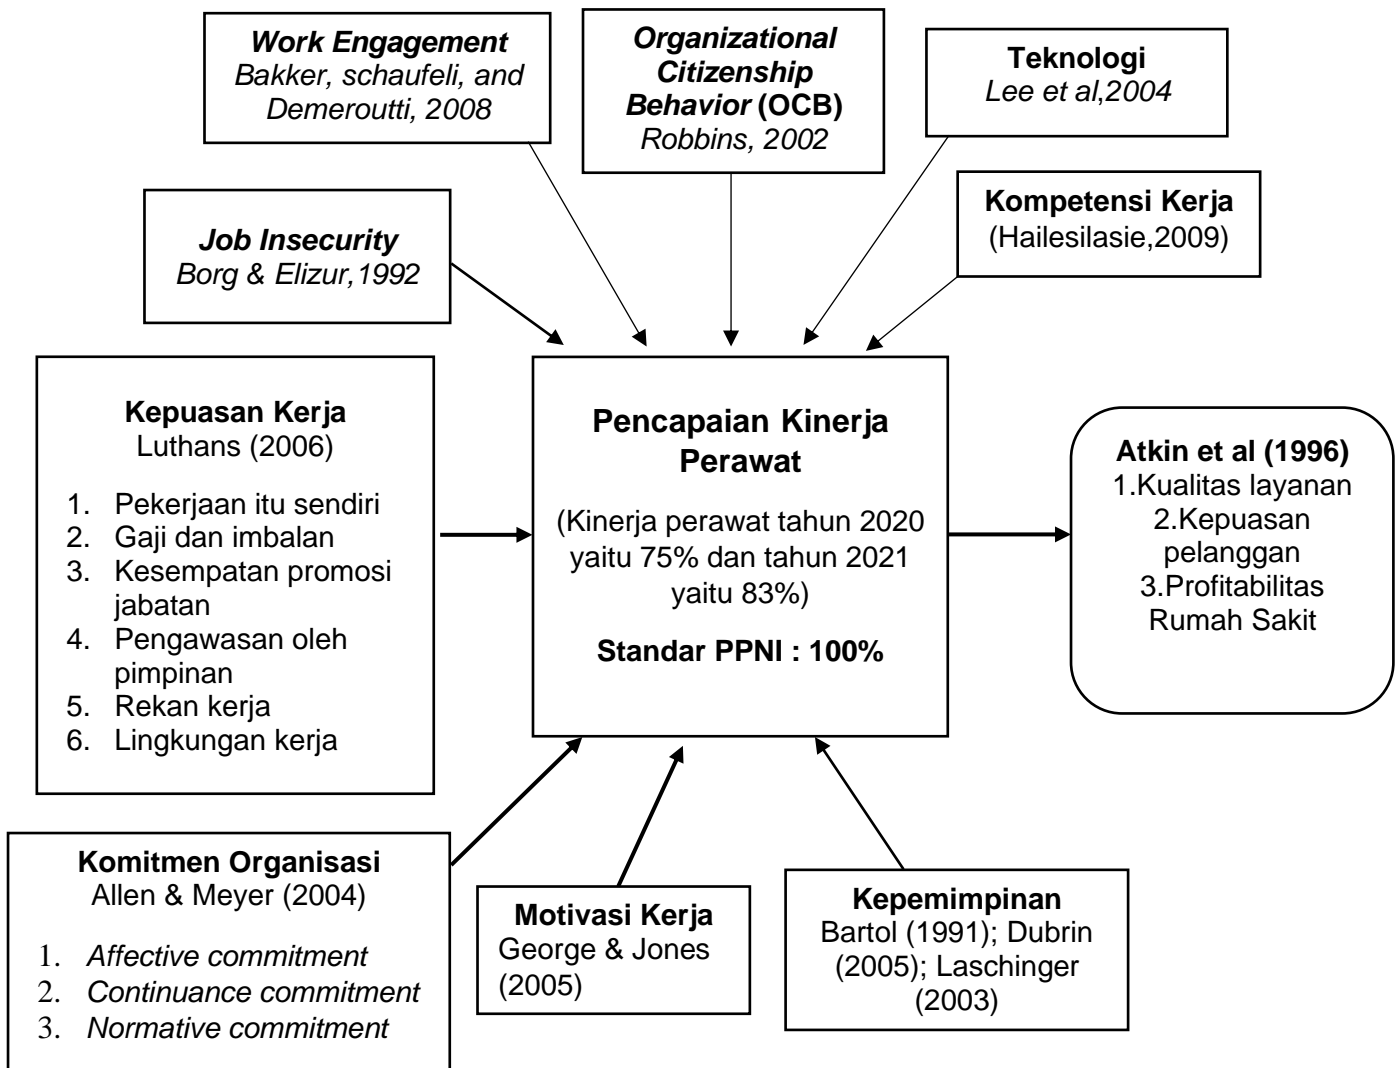 Work Engagement
Bakker, schaufeli, and
Demeroutti, 2008
Organizational
Citizenship
Behavior (OCB)
Robbins, 2002
Teknologi
Lee et al,2004
Job Insecurity
Borg & Elizur,1992
Kompetensi Kerja
(Hailesilasie,2009)
Kepuasan Kerja
Luthans (2006)
1. Pekerjaan itu sendiri
2. Gaji dan imbalan
3. Kesempatan promosi
jabatan
4. Pengawasan oleh
pimpinan
5. Rekan kerja
6. Lingkungan kerja
Pencapaian Kinerja
Perawat
(Kinerja perawat tahun 2020
yaitu 75% dan tahun 2021
yaitu 83%)
Standar PPNI : 100%
Atkin et al (1996)
1.Kualitas layanan
2.Kepuasan
pelanggan
3.Profitabilitas
Rumah Sakit
Komitmen Organisasi
Allen & Meyer (2004)
1. Affective commitment
2. Continuance commitment
3. Normative commitment
Motivasi Kerja
George & Jones
(2005)
Kepemimpinan
Bartol (1991); Dubrin
(2005); Laschinger
(2003)